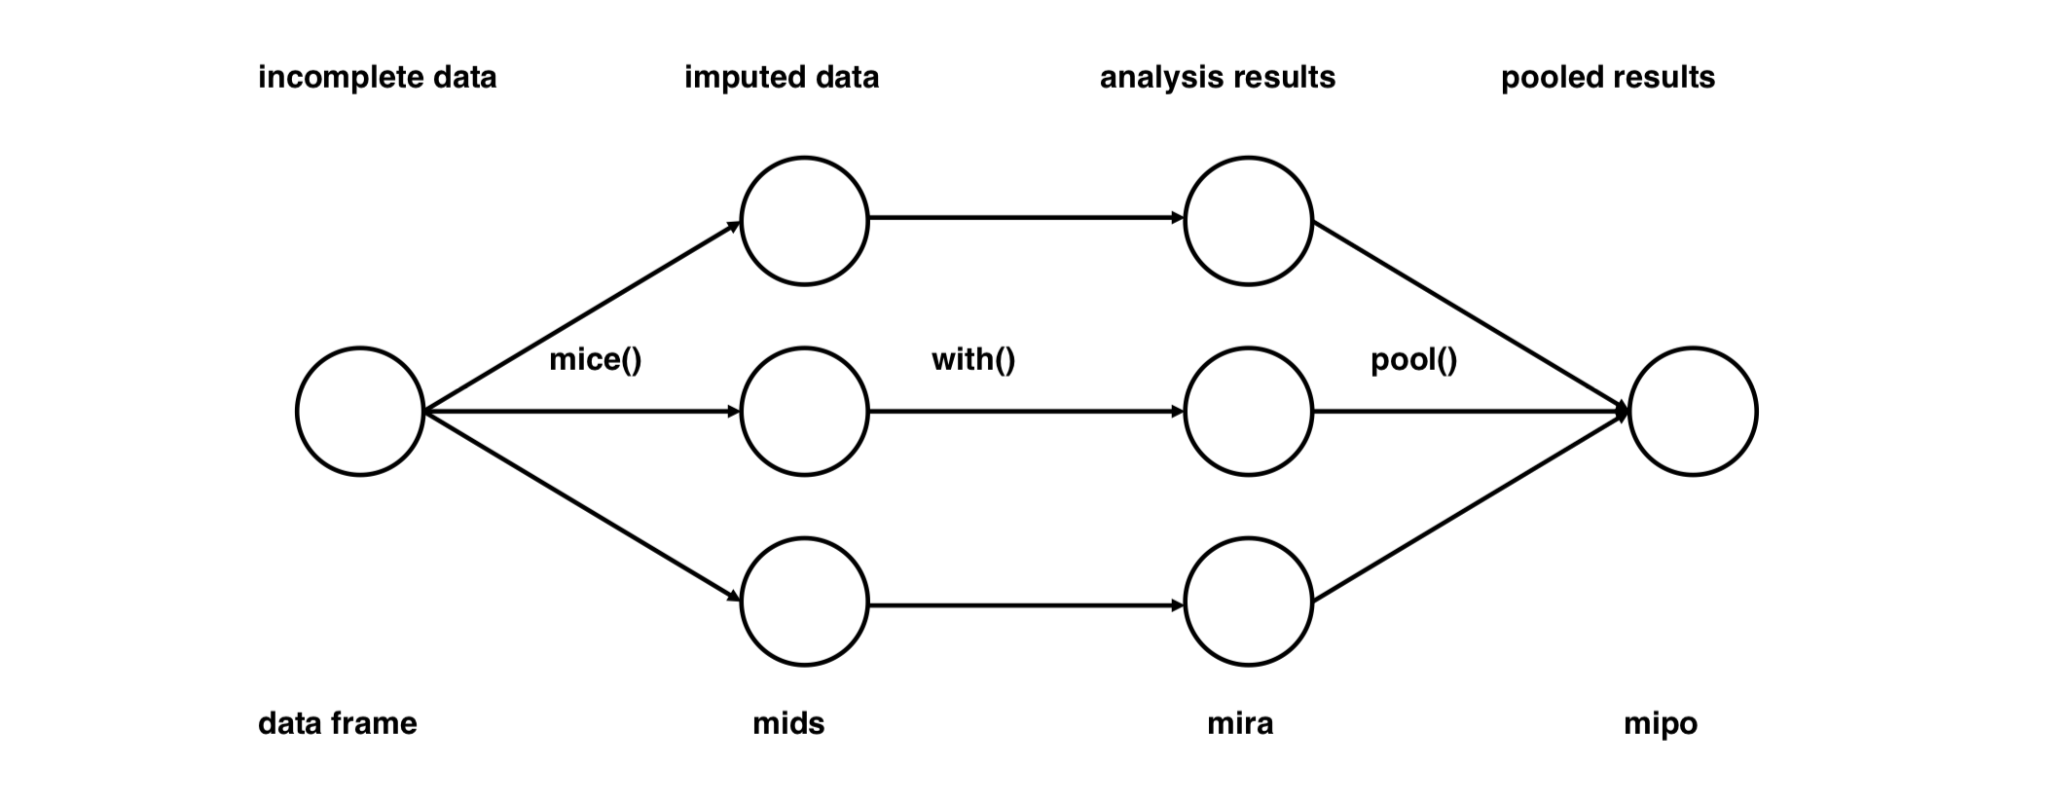 incomplete data
imputed data
analysis results
pooled results
mice()
with()
pool()
data frame
mids
mira
mipo